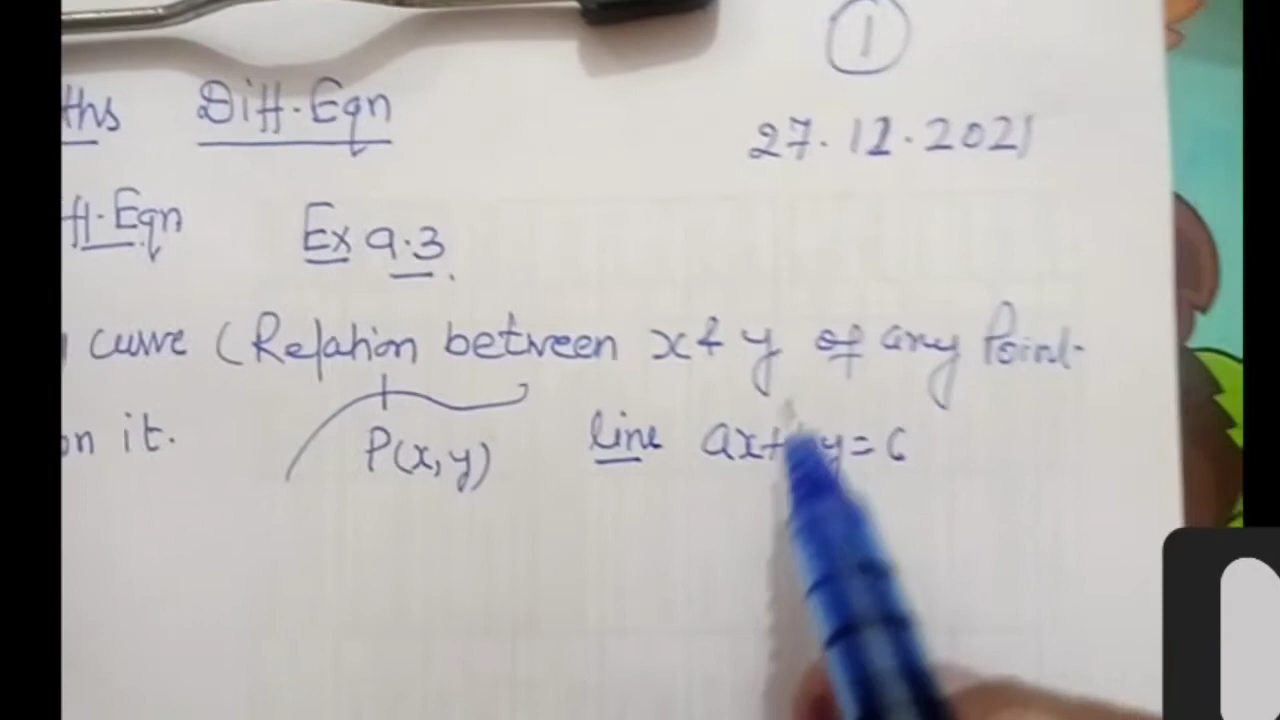 ①
ths Diff.Eqn
27.12.2021
ff.Eqn Ex 9.3.
curve (Relation between x & y of any Point
on it. P(x,y) line ax+ y=c